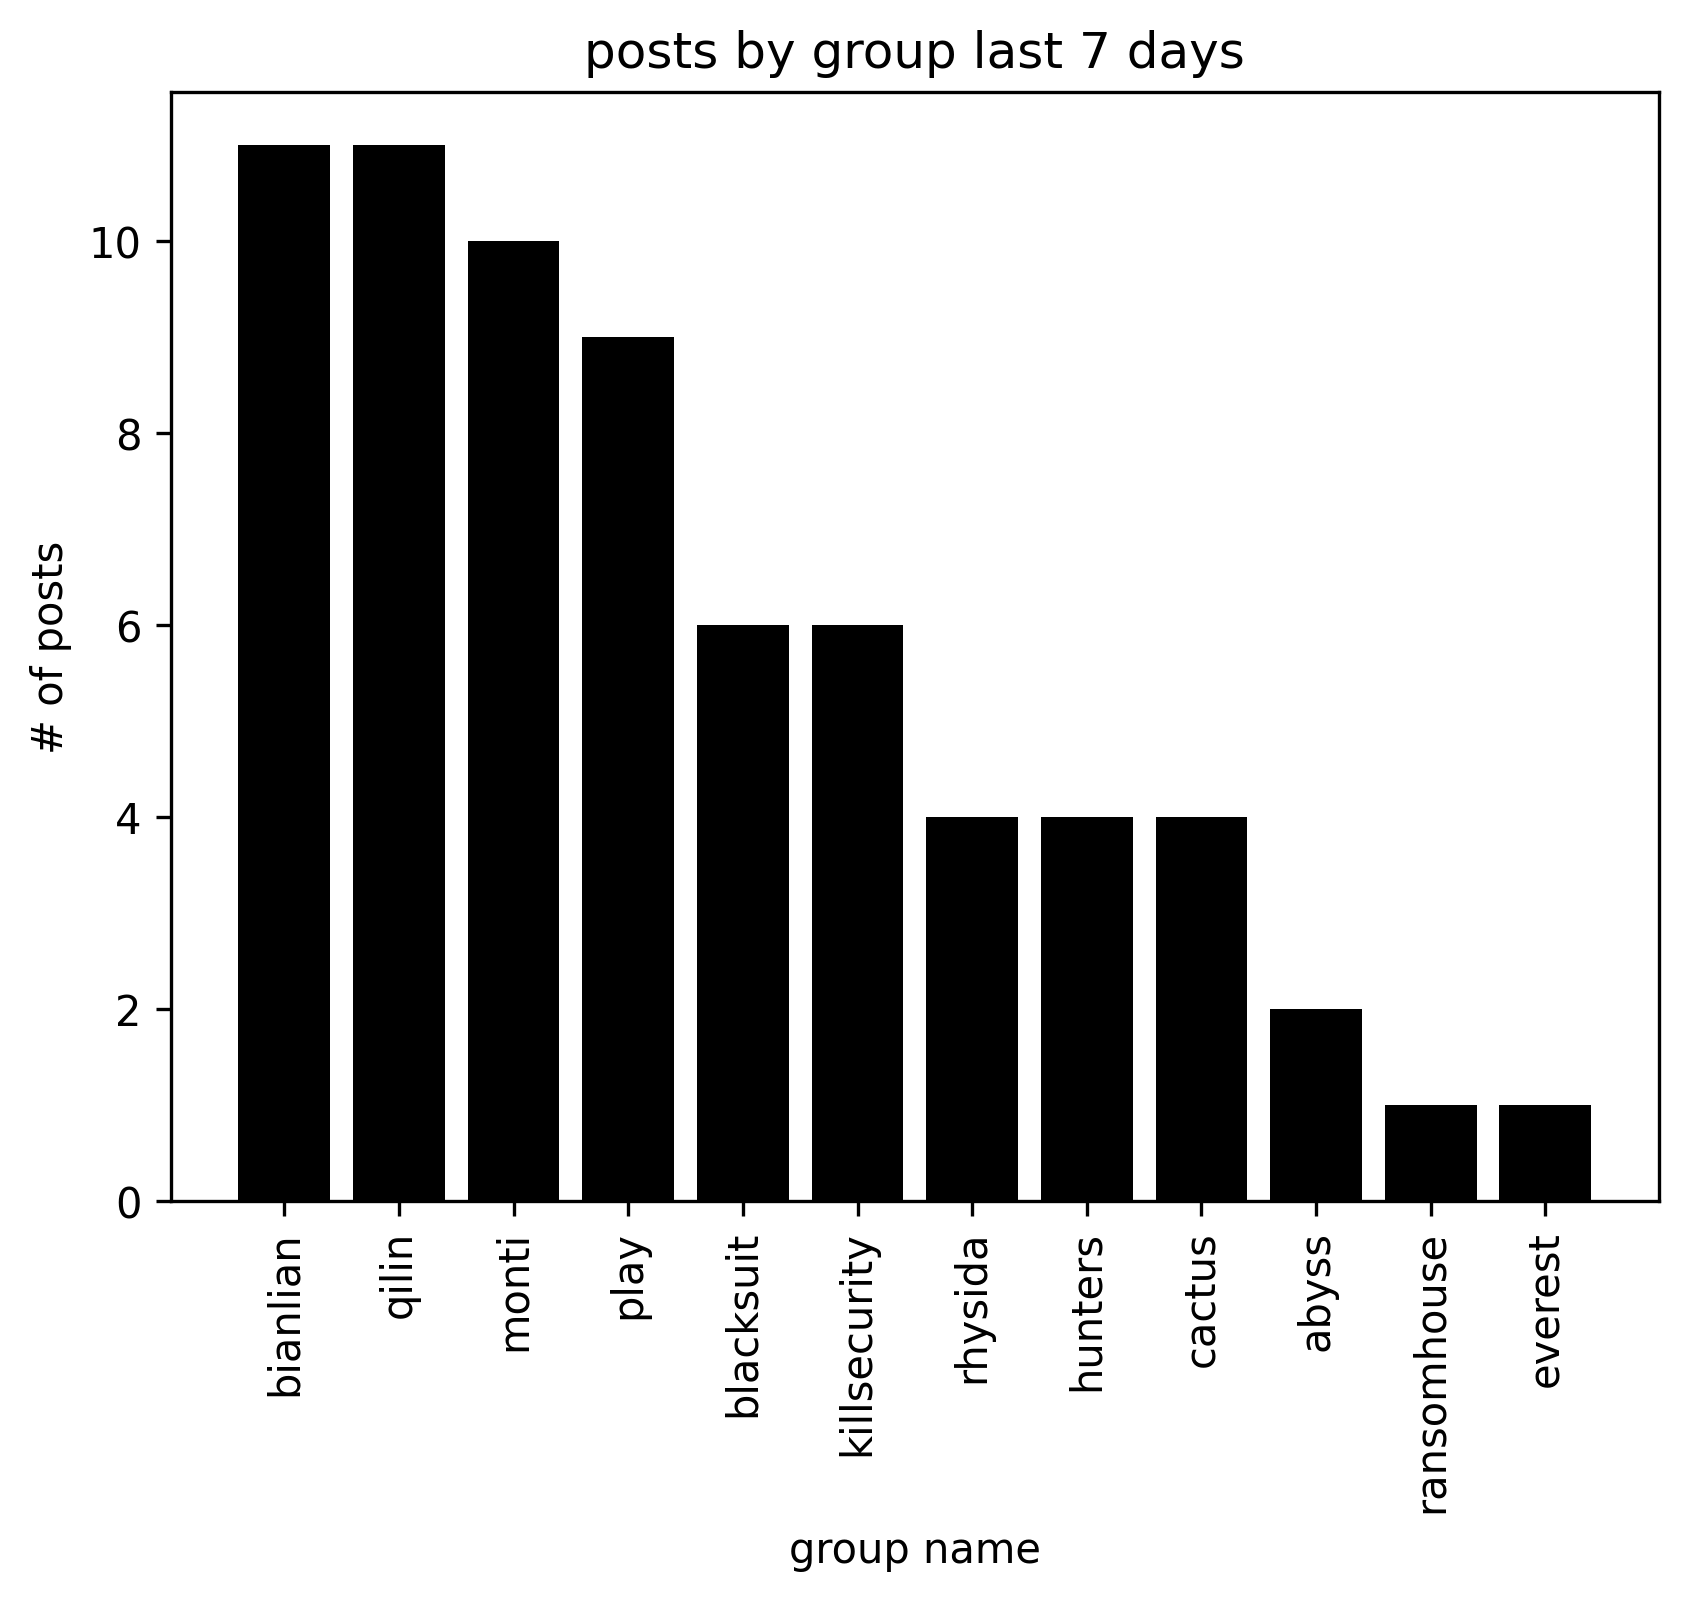 posts by group last 7 days
# of posts
10
8
6
4
2
0
bianlian
qilin
monti
play
blacksuit
killsecurity
rhysida
hunters
cactus
abyss
ransomhouse
everest
group name